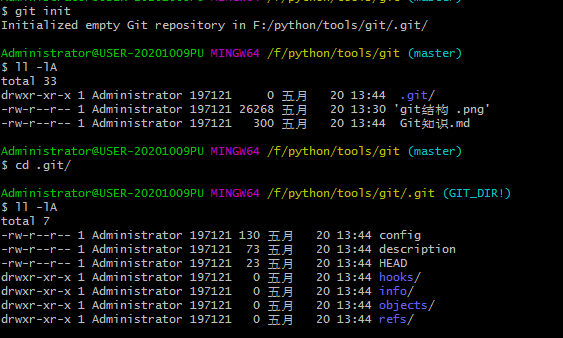 $ git init
Initialized empty Git repository in F:/python/tools/git/.git/
Administrator@USER-20201009PU MINGW64 /f/python/tools/git (master)
$ ll -lA
total 33
drwxr-xr-x 1 Administrator 197121     0 五月   20 13:44  .git/
-rw-r--r-- 1 Administrator 197121 26268 五月   20 13:30 'git结构 .png'
-rw-r--r-- 1 Administrator 197121   300 五月   20 13:44  Git知识.md
Administrator@USER-20201009PU MINGW64 /f/python/tools/git (master)
$ cd .git/
Administrator@USER-20201009PU MINGW64 /f/python/tools/git/.git (GIT_DIR!)
$ ll -lA
total 7
-rw-r--r-- 1 Administrator 197121 130 五月   20 13:44 config
-rw-r--r-- 1 Administrator 197121  73 五月   20 13:44 description
-rw-r--r-- 1 Administrator 197121  23 五月   20 13:44 HEAD
drwxr-xr-x 1 Administrator 197121   0 五月   20 13:44 hooks/
drwxr-xr-x 1 Administrator 197121   0 五月   20 13:44 info/
drwxr-xr-x 1 Administrator 197121   0 五月   20 13:44 objects/
drwxr-xr-x 1 Administrator 197121   0 五月   20 13:44 refs/